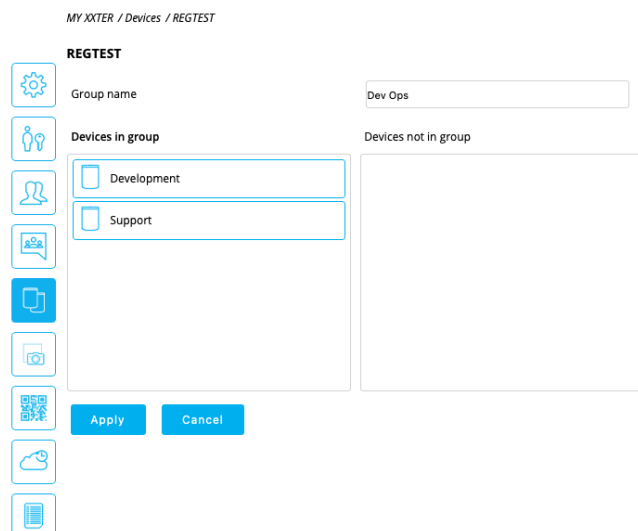 MY XXTER / Devices / REGTEST
REGTEST
Group name
Dev Ops
Devices in group
Devices not in group
Development
Support
Apply
Cancel